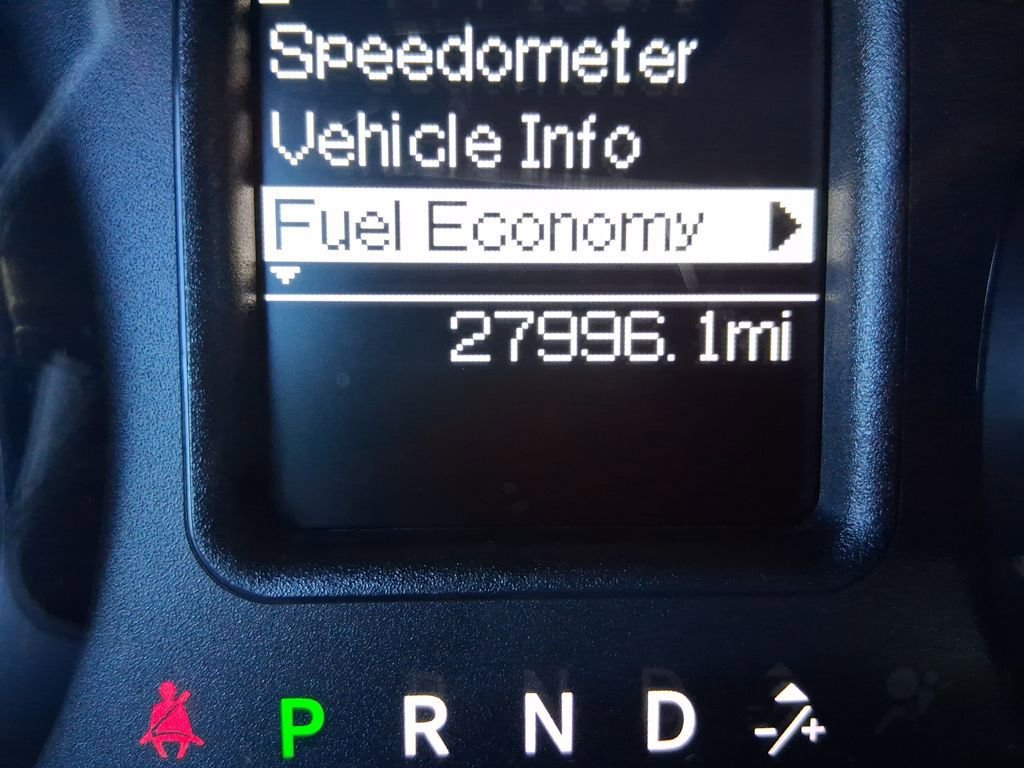 Speedometer
Vehicle Info
Fuel Economy
27996.1mi
P R N D -/+